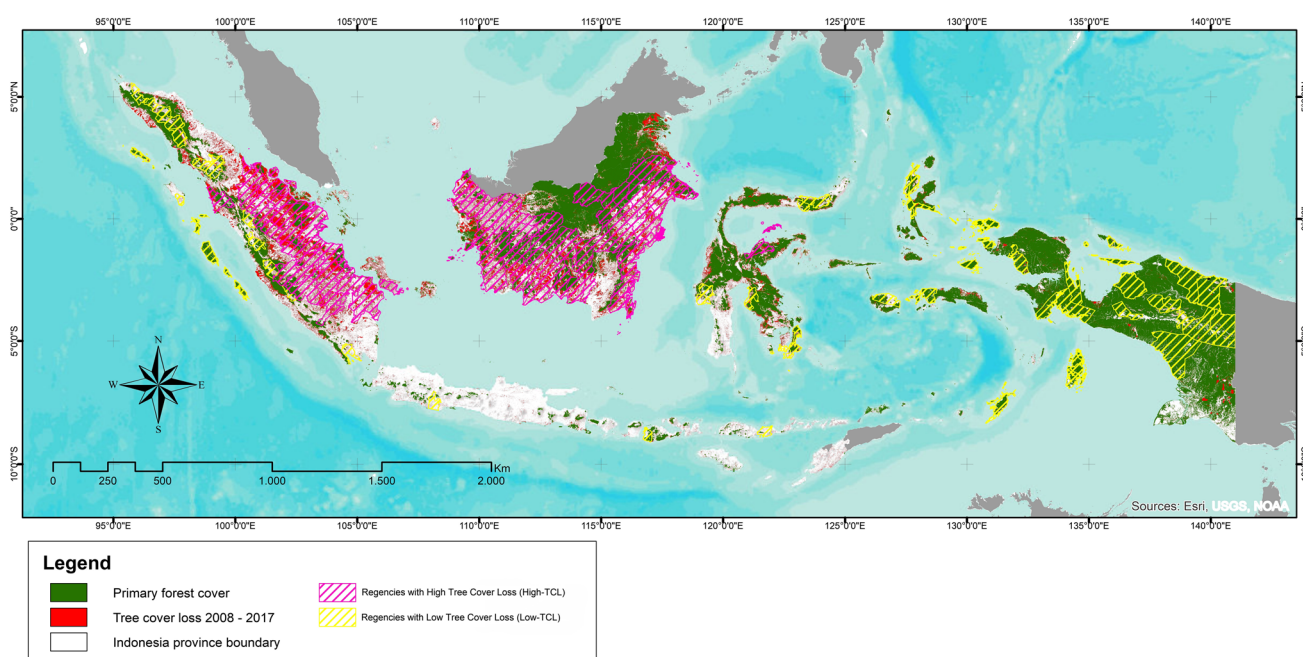 95°0'0"E 100°0'0"E 105°0'0"E 110°0'0"E 115°0'0"E 120°0'0"E 125°0'0"E 130°0'0"E 135°0'0"E 140°0'0"E
5°0'0"N
0°0'0"
5°0'0"S
10°0'0"S
N
W E
S
Km
0 250 500 1.000 1.500 2.000
Sources: Esri, USGS, NOAA
95°0'0"E 100°0'0"E 105°0'0"E 110°0'0"E 115°0'0"E 120°0'0"E 125°0'0"E 130°0'0"E 135°0'0"E 140°0'0"E
Legend
Primary forest cover
Regencies with High Tree Cover Loss (High-TCL)
Tree cover loss 2008 - 2017
Regencies with Low Tree Cover Loss (Low-TCL)
Indonesia province boundary